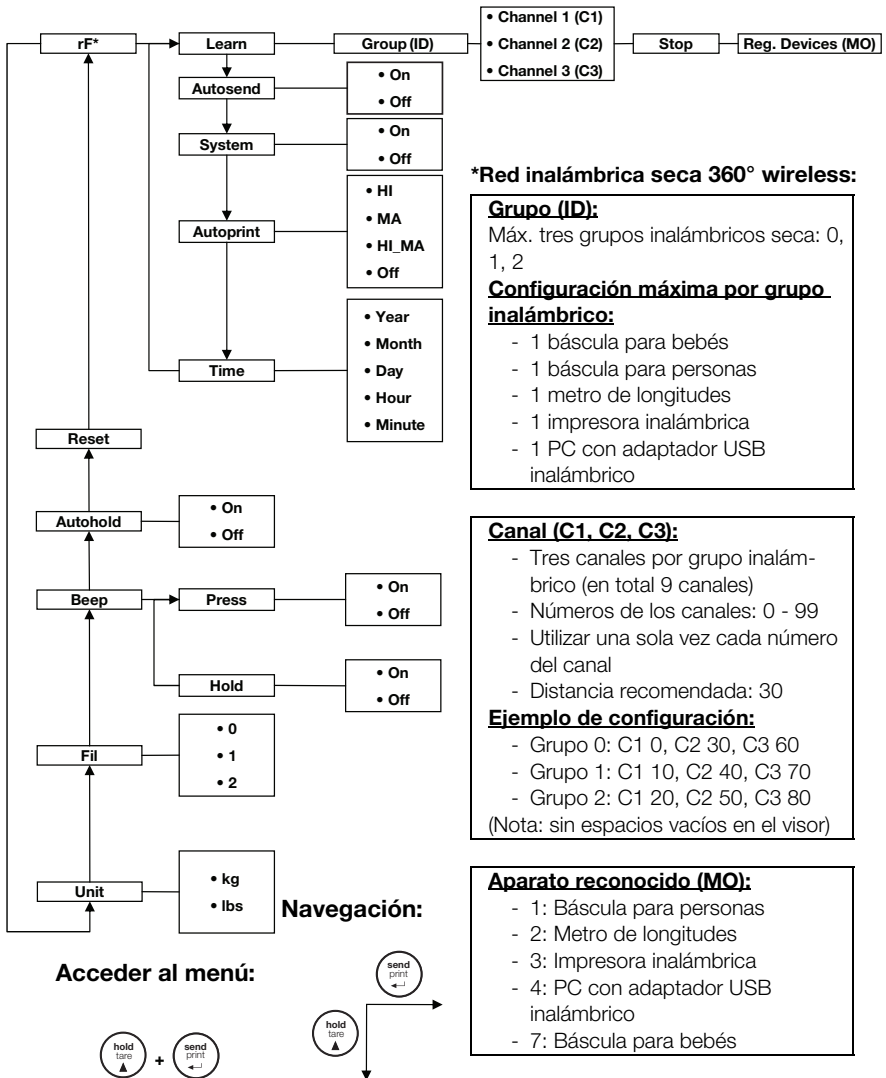 rF*
Learn
Group (ID)
• Channel 1 (C1)
• Channel 2 (C2)
• Channel 3 (C3)
Stop
Reg. Devices (MO)
Autosend
• On
• Off
System
• On
• Off
Autoprint
• HI
• MA
• HI_MA
• Off
Time
• Year
• Month
• Day
• Hour
• Minute
Reset
Autohold
• On
• Off
Beep
Press
• On
• Off
Hold
• On
• Off
Fil
• 0
• 1
• 2
Unit
• kg
• lbs
Navegación:
send
print
hold
tare
Acceder al menú:
hold
tare
+
send
print
*Red inalámbrica seca 360° wireless:
Grupo (ID):
Máx. tres grupos inalámbricos seca: 0,
1, 2
Configuración máxima por grupo
inalámbrico:
- 1 báscula para bebés
- 1 báscula para personas
- 1 metro de longitudes
- 1 impresora inalámbrica
- 1 PC con adaptador USB
inalámbrico
Canal (C1, C2, C3):
- Tres canales por grupo inalám-
brico (en total 9 canales)
- Números de los canales: 0 - 99
- Utilizar una sola vez cada número
del canal
- Distancia recomendada: 30
Ejemplo de configuración:
- Grupo 0: C1 0, C2 30, C3 60
- Grupo 1: C1 10, C2 40, C3 70
- Grupo 2: C1 20, C2 50, C3 80
(Nota: sin espacios vacíos en el visor)
Aparato reconocido (MO):
- 1: Báscula para personas
- 2: Metro de longitudes
- 3: Impresora inalámbrica
- 4: PC con adaptador USB
inalámbrico
- 7: Báscula para bebés